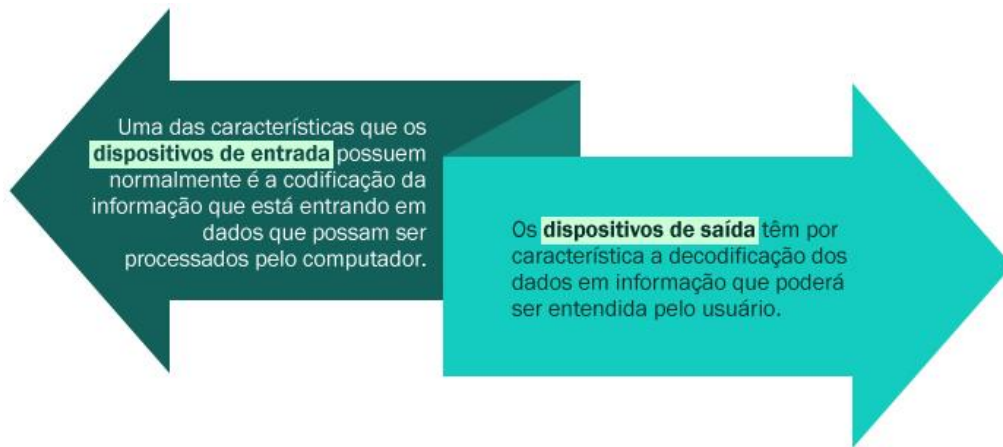 Uma das características que os
dispositivos de entrada possuem
normalmente é a codificação da
informação que está entrando em
dados que possam ser
processados pelo computador.
Os dispositivos de saída têm por
característica a decodificação dos
dados em informação que poderá
ser entendida pelo usuário.